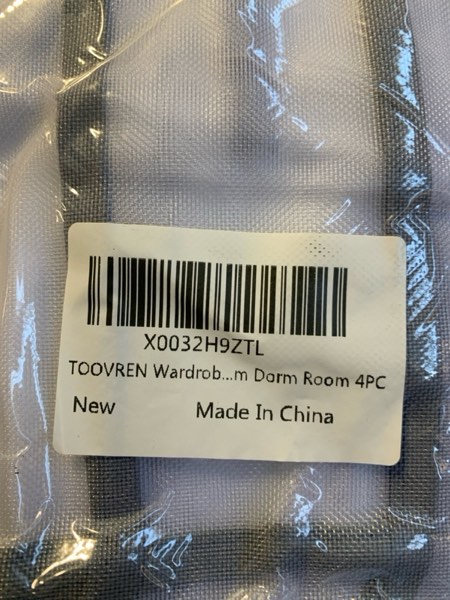 X0032H9ZTL
TOOVREN Wardrob...m Dorm Room 4PC
New Made In China